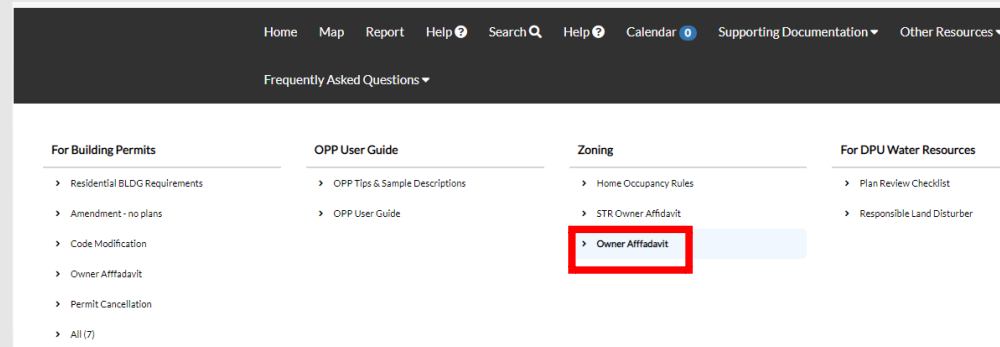 Home Map Report Help Search Help Calendar 0 Supporting Documentation Other Resources
Frequently Asked Questions
For Building Permits
Residential BLDG Requirements
Amendment - no plans
Code Modification
Owner Afffadavit
Permit Cancellation
All (7)
OPP User Guide
OPP Tips & Sample Descriptions
OPP User Guide
Zoning
Home Occupancy Rules
STR Owner Affidavit
Owner Afffadavit
For DPU Water Resources
Plan Review Checklist
Responsible Land Disturber